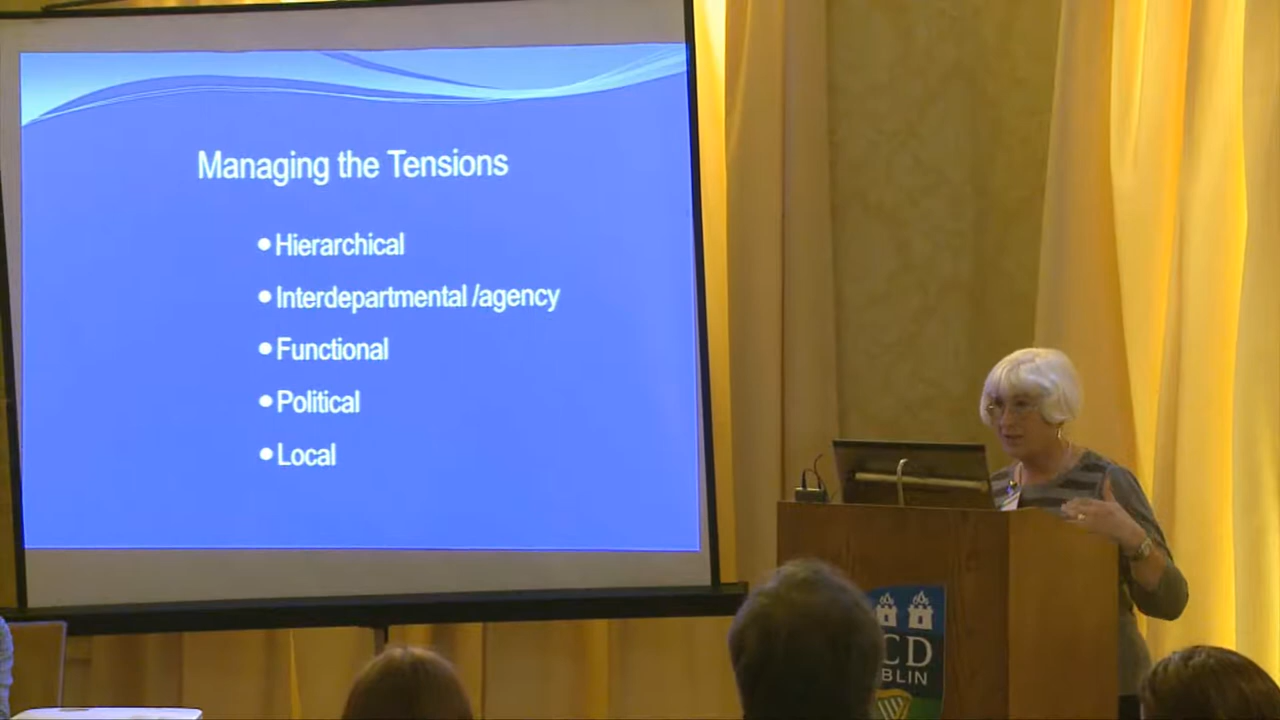 Managing the Tensions
•Hierarchical
•Interdepartmental /agency
•Functional
•Political
•Local
CD
BLIN